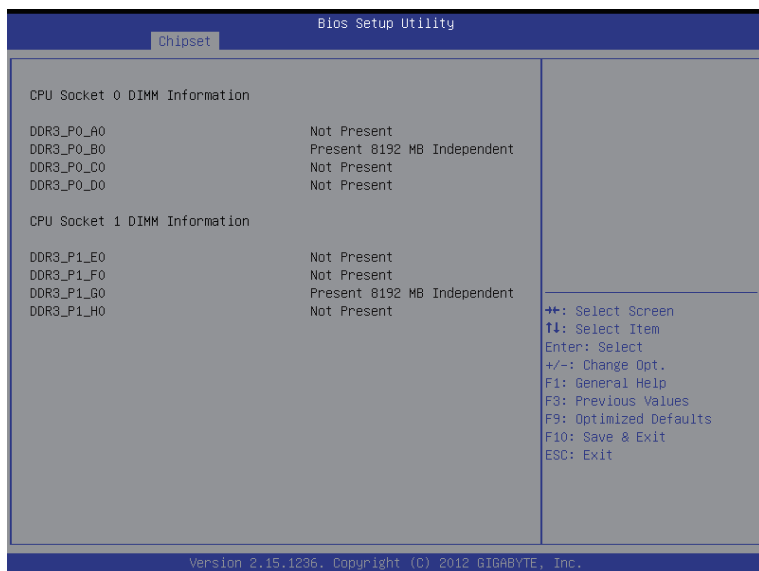 Bios Setup Utility
Chipset
CPU Socket 0 DIMM Information
DDR3_P0_A0 Not Present
DDR3_P0_B0 Present 8192 MB Independent
DDR3_P0_C0 Not Present
DDR3_P0_D0 Not Present
CPU Socket 1 DIMM Information
DDR3_P1_E0 Not Present
DDR3_P1_F0 Not Present
DDR3_P1_G0 Present 8192 MB Independent
DDR3_P1_H0 Not Present
→←: Select Screen
↑↓: Select Item
Enter: Select
+/-: Change Opt.
F1: General Help
F3: Previous Values
F9: Optimized Defaults
F10: Save & Exit
ESC: Exit
Version 2.15.1236. Copyright (C) 2012 GIGABYTE, Inc.